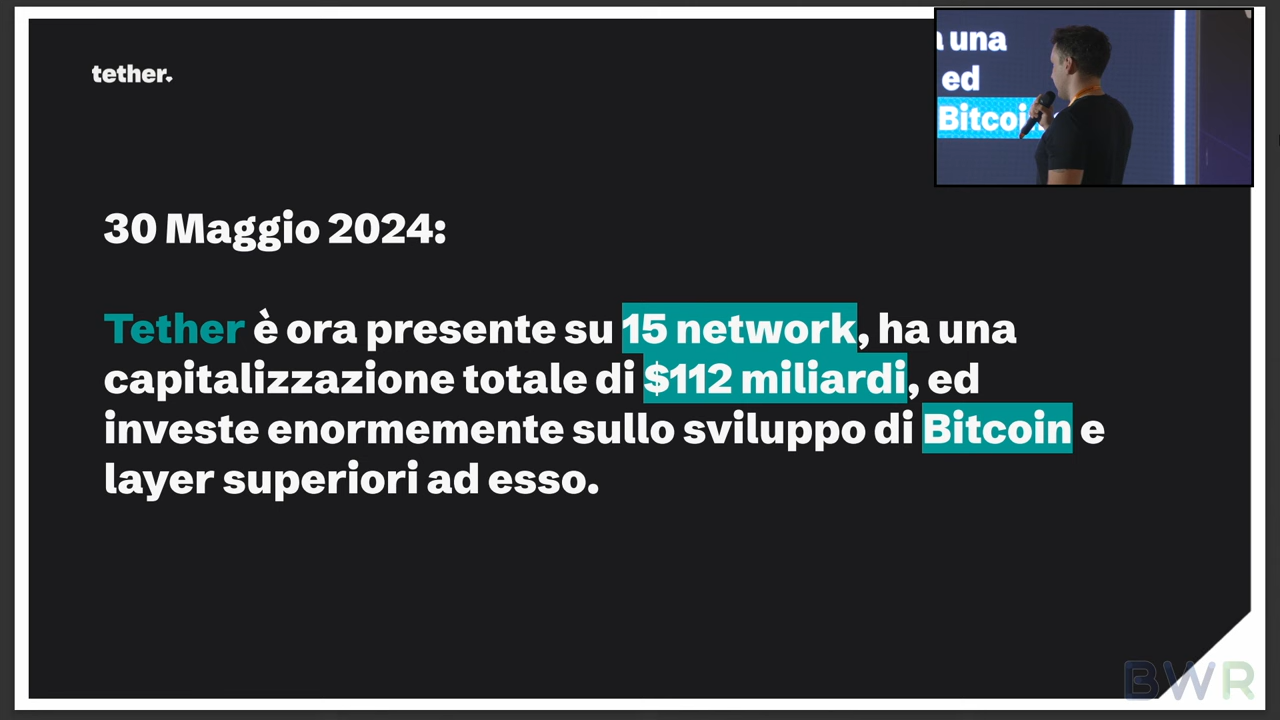 tether.
30 Maggio 2024:
Tether è ora presente su 15 network, ha una
capitalizzazione totale di $112 miliardi, ed
investe enormemente sullo sviluppo di Bitcoin e
layer superiori ad esso.
una
ed
Bitcoin
BWR